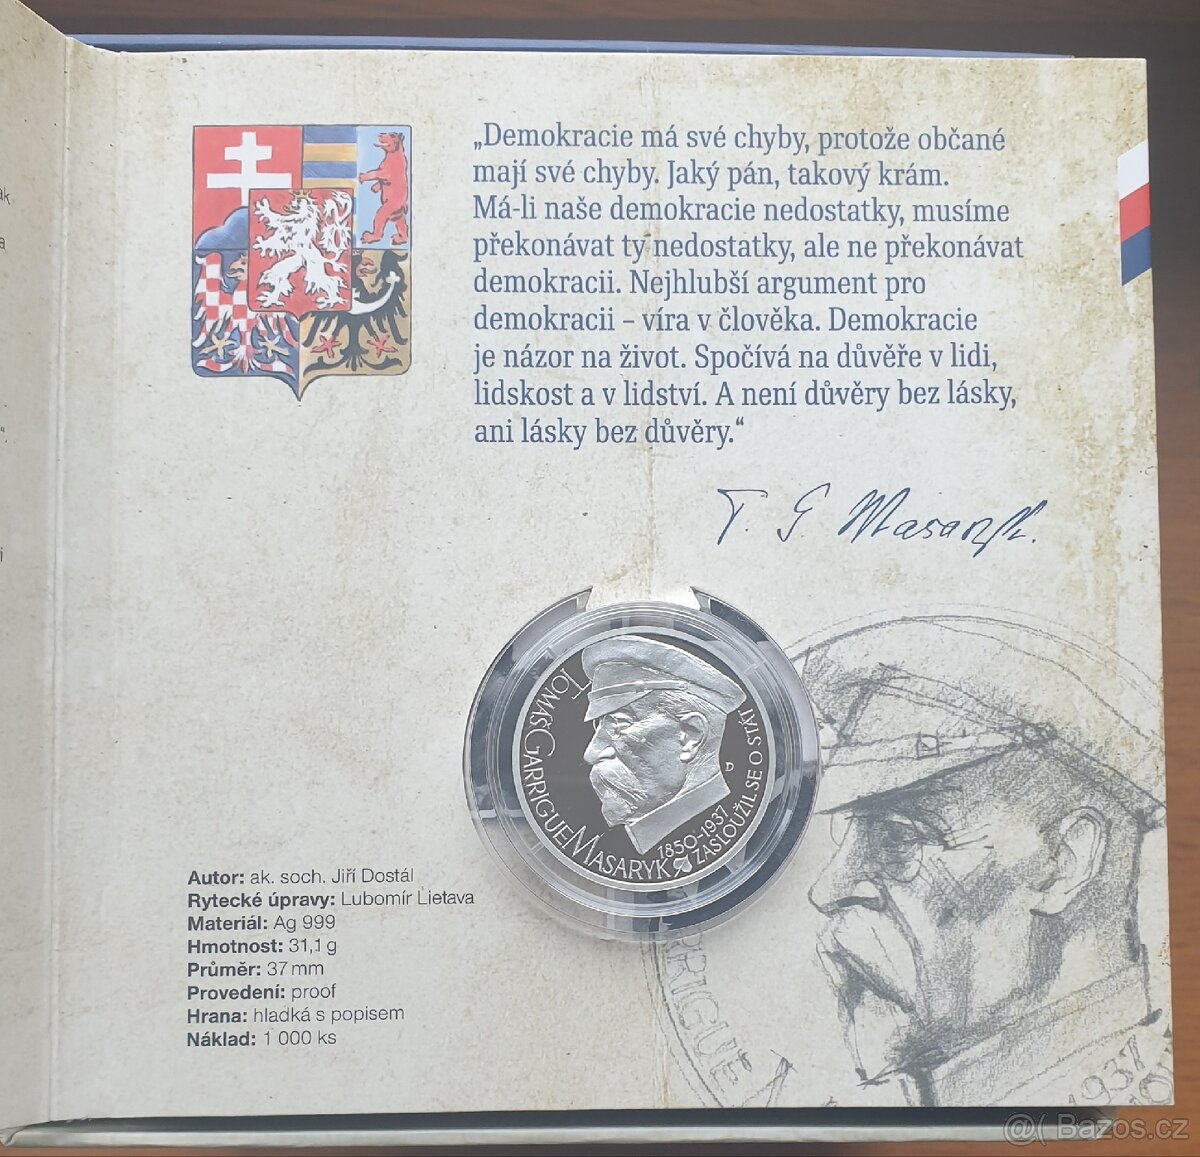 „Demokracie má své chyby, protože občané
mají své chyby. Jaký pán, takový krám.
Má-li naše demokracie nedostatky, musíme
překonávat ty nedostatky, ale ne překonávat
demokracii. Nejhlubší argument pro
demokracii – víra v člověka. Demokracie
je názor na život. Spočívá na důvěře v lidi,
lidskost a v lidství. A není důvěry bez lásky,
ani lásky bez důvěry.“
T. G. Masaryk.
TOMÁŠ GARRIGUE MASARYK
1850–1937
ZASLOUŽIL SE O STÁT
D
Autor: ak. soch. Jiří Dostál
Rytecké úpravy: Lubomír Lietava
Materiál: Ag 999
Hmotnost: 31,1 g
Průměr: 37 mm
Provedení: proof
Hrana: hladká s popisem
Náklad: 1 000 ks
RRIGUE
1937
@( Bazos.cz